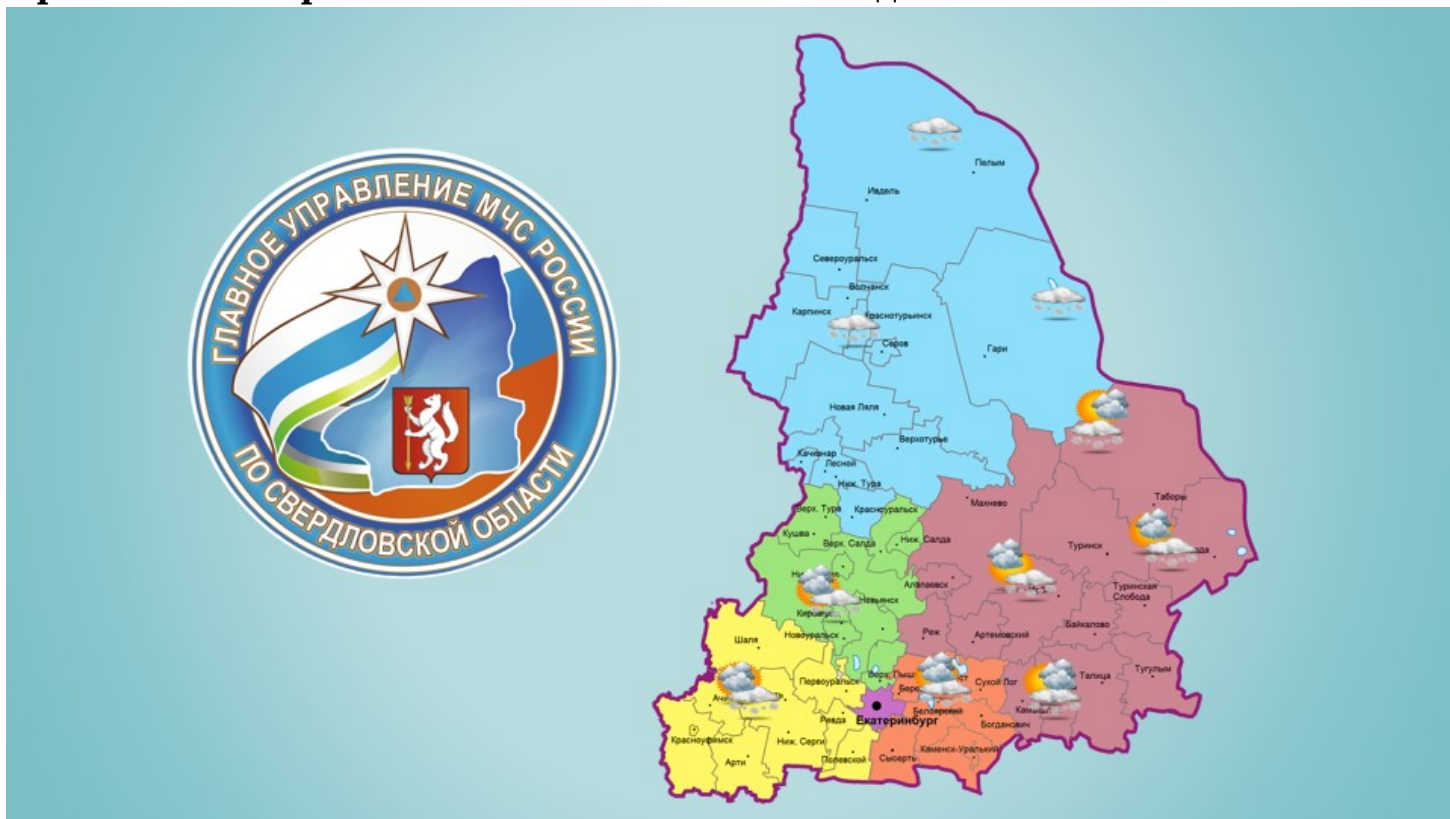 ГЛАВНОЕ УПРАВЛЕНИЕ МЧС РОССИИ
ПО СВЕРДЛОВСКОЙ ОБЛАСТИ
Пелым
Ивдель
Североуральск
Волчанск
Карпинск
Краснотурьинск
Серов
Гари
Новая Ляля
Верхотурье
Качканар
Лесной
Ниж. Тура
Махнево
Таборы
Верх. Тура
Красноуральск
Кушва
Верх. Салда
Ниж. Салда
Туринск
Алапаевск
Туринская
Слобода
Невьянск
Байкалово
Новоуральск
Реж
Артемовский
Шаля
Тугулым
Талица
Первоуральск
Сухой Лог
Ревда
Екатеринбург
Белоярский
Богданович
Красноуфимск
Ниж. Серги
Арти
Полевской
Сысерть
Каменск-Уралький